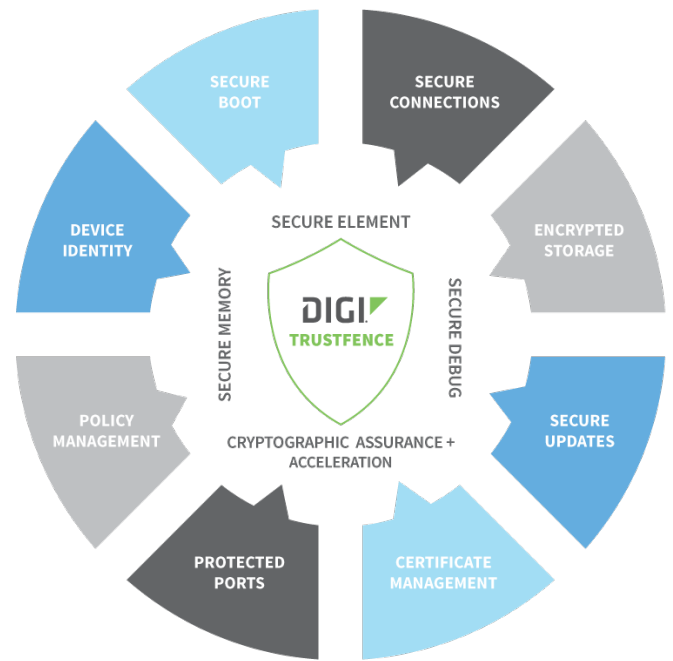 SECURE
BOOT
SECURE
CONNECTIONS
DEVICE
IDENTITY
ENCRYPTED
STORAGE
SECURE ELEMENT
SECURE MEMORY
DIGI
TRUSTFENCE
SECURE DEBUG
CRYPTOGRAPHIC ASSURANCE +
ACCELERATION
POLICY
MANAGEMENT
SECURE
UPDATES
PROTECTED
PORTS
CERTIFICATE
MANAGEMENT